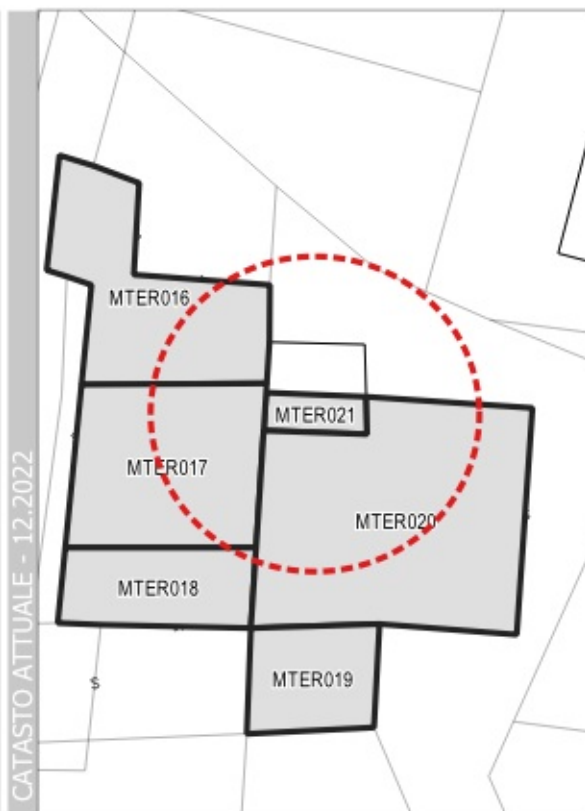 CATASTO ATTUALE - 12.2022
MTER016
MTER021
MTER017
MTER020
MTER018
MTER019
S